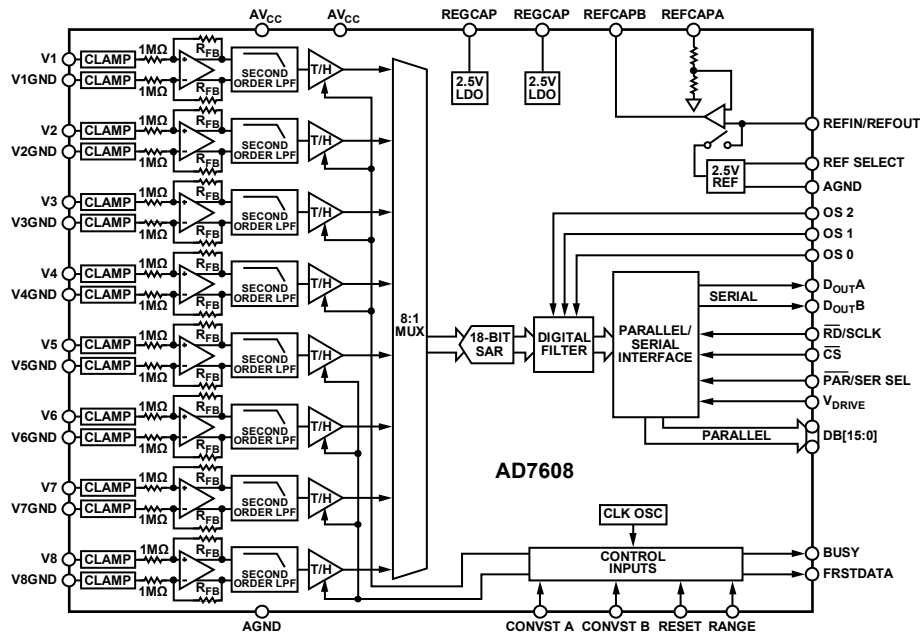 AVCC
AVCC
REGCAP
REGCAP
REFCAPB
REFCAPA
V1
CLAMP
1MΩ
RFB
V1GND
CLAMP
1MΩ
RFB
SECOND
ORDER LPF
T/H
V2
CLAMP
1MΩ
RFB
V2GND
CLAMP
1MΩ
RFB
SECOND
ORDER LPF
T/H
V3
CLAMP
1MΩ
RFB
V3GND
CLAMP
1MΩ
RFB
SECOND
ORDER LPF
T/H
V4
CLAMP
1MΩ
RFB
V4GND
CLAMP
1MΩ
RFB
SECOND
ORDER LPF
T/H
V5
CLAMP
1MΩ
RFB
V5GND
CLAMP
1MΩ
RFB
SECOND
ORDER LPF
T/H
V6
CLAMP
1MΩ
RFB
V6GND
CLAMP
1MΩ
RFB
SECOND
ORDER LPF
T/H
V7
CLAMP
1MΩ
RFB
V7GND
CLAMP
1MΩ
RFB
SECOND
ORDER LPF
T/H
V8
CLAMP
1MΩ
RFB
V8GND
CLAMP
1MΩ
RFB
SECOND
ORDER LPF
T/H
8:1
MUX
2.5V
LDO
2.5V
LDO
REFIN/REFOUT
2.5V
REF
REF SELECT
AGND
OS 2
OS 1
OS 0
18-BIT
SAR
DIGITAL
FILTER
PARALLEL/
SERIAL
INTERFACE
SERIAL
DOUTA
DOUTB
RD/SCLK
CS
PAR/SER SEL
VDRIVE
PARALLEL
DB[15:0]
AD7608
CLK OSC
CONTROL
INPUTS
BUSY
FRSTDATA
AGND
CONVST A
CONVST B
RESET
RANGE